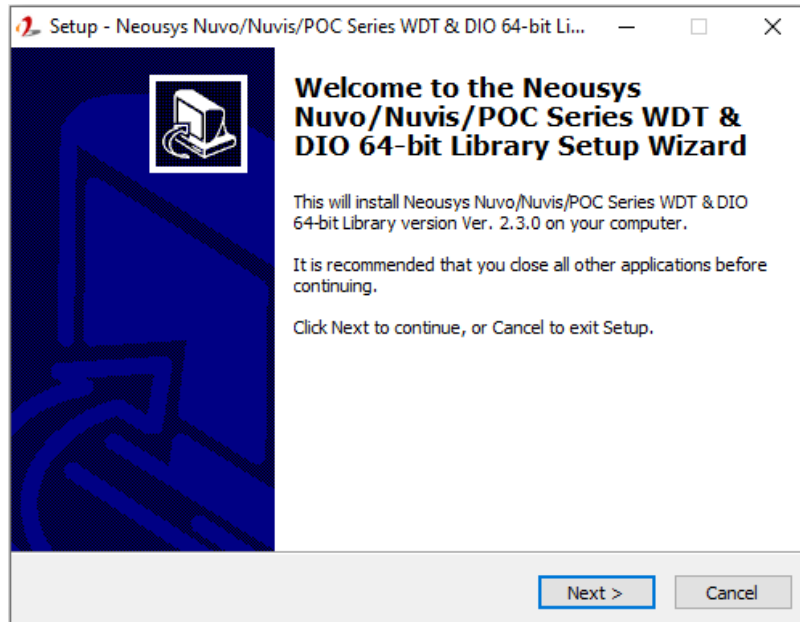 Setup - Neousys Nuvo/Nuvis/POC Series WDT & DIO 64-bit Li...
Welcome to the Neousys
Nuvo/Nuvis/POC Series WDT &
DIO 64-bit Library Setup Wizard
This will install Neousys Nuvo/Nuvis/POC Series WDT & DIO
64-bit Library version Ver. 2.3.0 on your computer.
It is recommended that you close all other applications before
continuing.
Click Next to continue, or Cancel to exit Setup.
Next >
Cancel